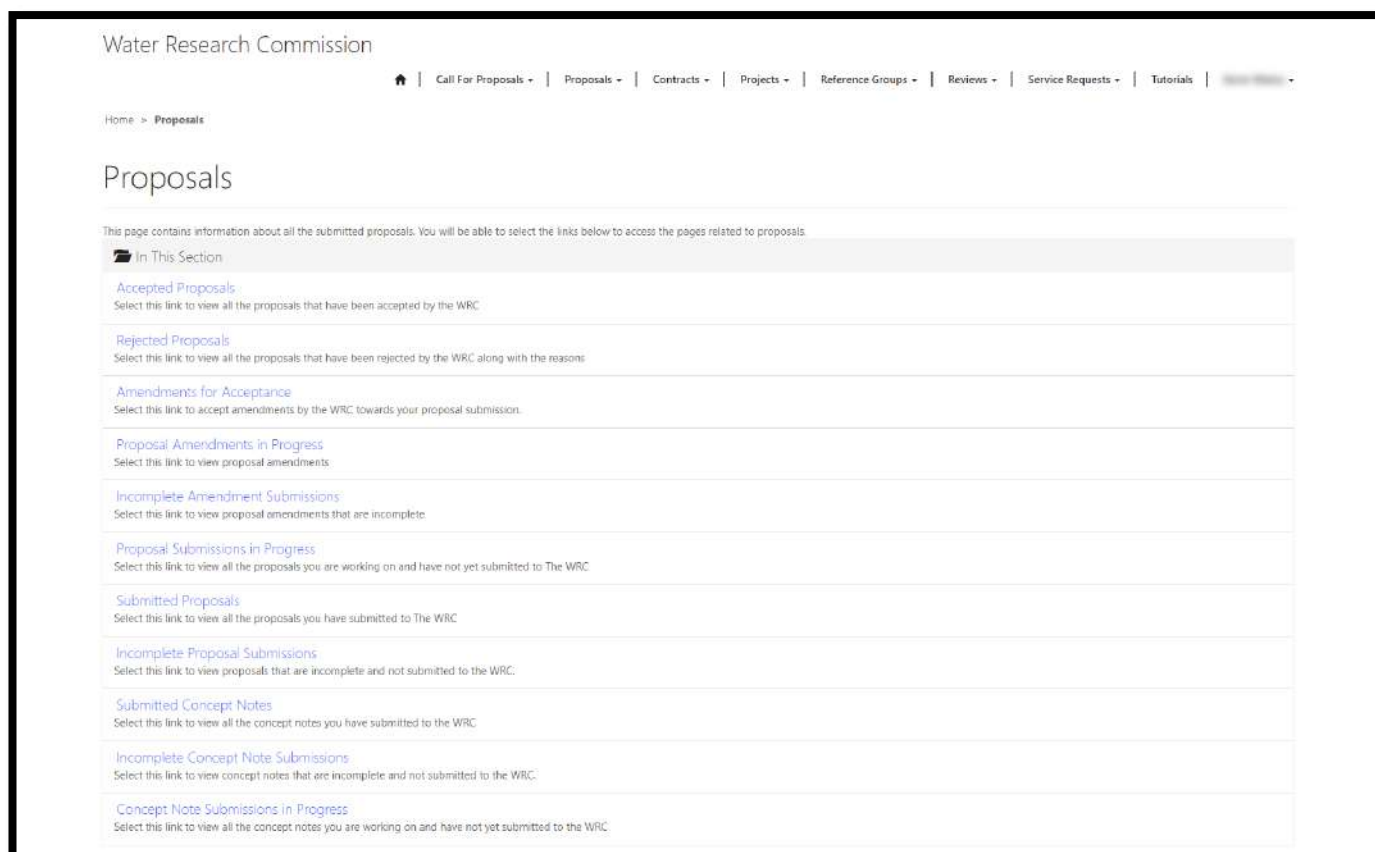 Water Research Commission
Call For Proposals | Proposals | Contracts | Projects | Reference Groups | Reviews | Service Requests | Tutorials |
Home > Proposals
Proposals
This page contains information about all the submitted proposals. You will be able to select the links below to access the pages related to proposals.
In This Section
Accepted Proposals
Select this link to view all the proposals that have been accepted by the WRC
Rejected Proposals
Select this link to view all the proposals that have been rejected by the WRC along with the reasons
Amendments for Acceptance
Select this link to accept amendments by the WRC towards your proposal submission.
Proposal Amendments in Progress
Select this link to view proposal amendments
Incomplete Amendment Submissions
Select this link to view proposal amendments that are incomplete
Proposal Submissions in Progress
Select this link to view all the proposals you are working on and have not yet submitted to The WRC
Submitted Proposals
Select this link to view all the proposals you have submitted to The WRC
Incomplete Proposal Submissions
Select this link to view proposals that are incomplete and not submitted to the WRC.
Submitted Concept Notes
Select this link to view all the concept notes you have submitted to the WRC
Incomplete Concept Note Submissions
Select this link to view concept notes that are incomplete and not submitted to the WRC.
Concept Note Submissions in Progress
Select this link to view all the concept notes you are working on and have not yet submitted to the WRC